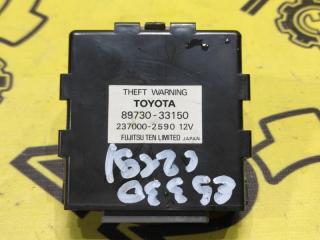 THEFT WARNING
TOYOTA
89730-33150
237000-2590 12V
FUJITSU TEN LIMITED JAPAN